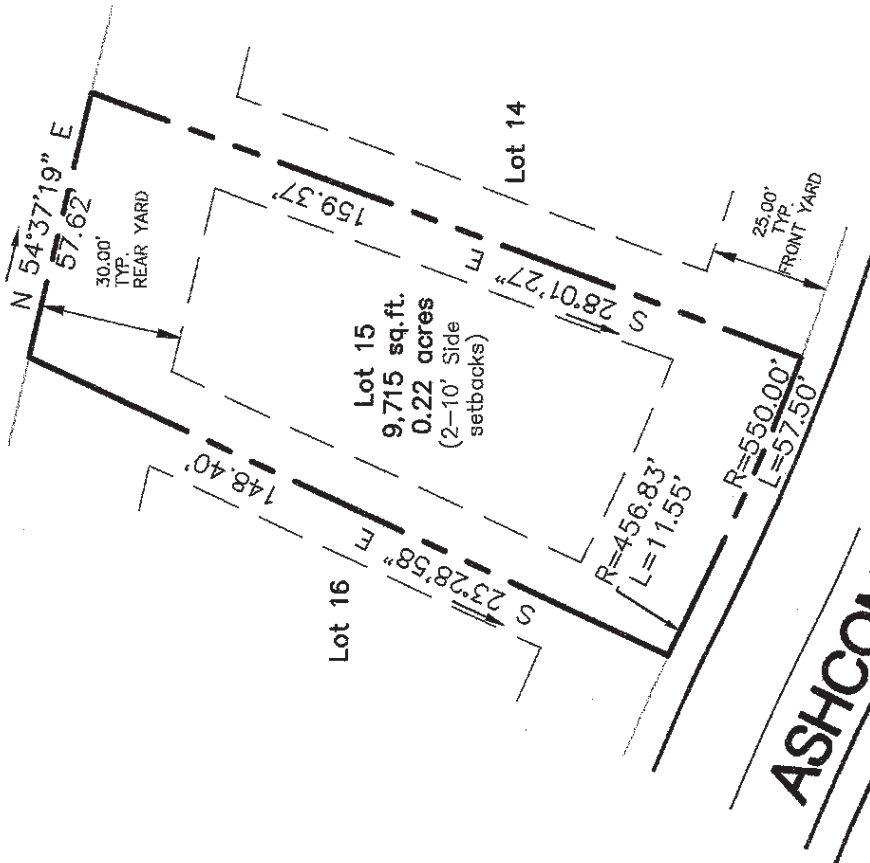 N 54°37'19" E
57.62'
30.00'
TYP.
REAR YARD
159.37'
S 28°01'27" E
Lot 14
Lot 15
9,715 sq.ft.
0.22 acres
(2-10' Side
setbacks)
148.40'
S 23°28'58" E
Lot 16
25.00'
TYP.
FRONT YARD
R=456.83'
L=11.55'
R=550.00'
L=57.50'
ASHCOM